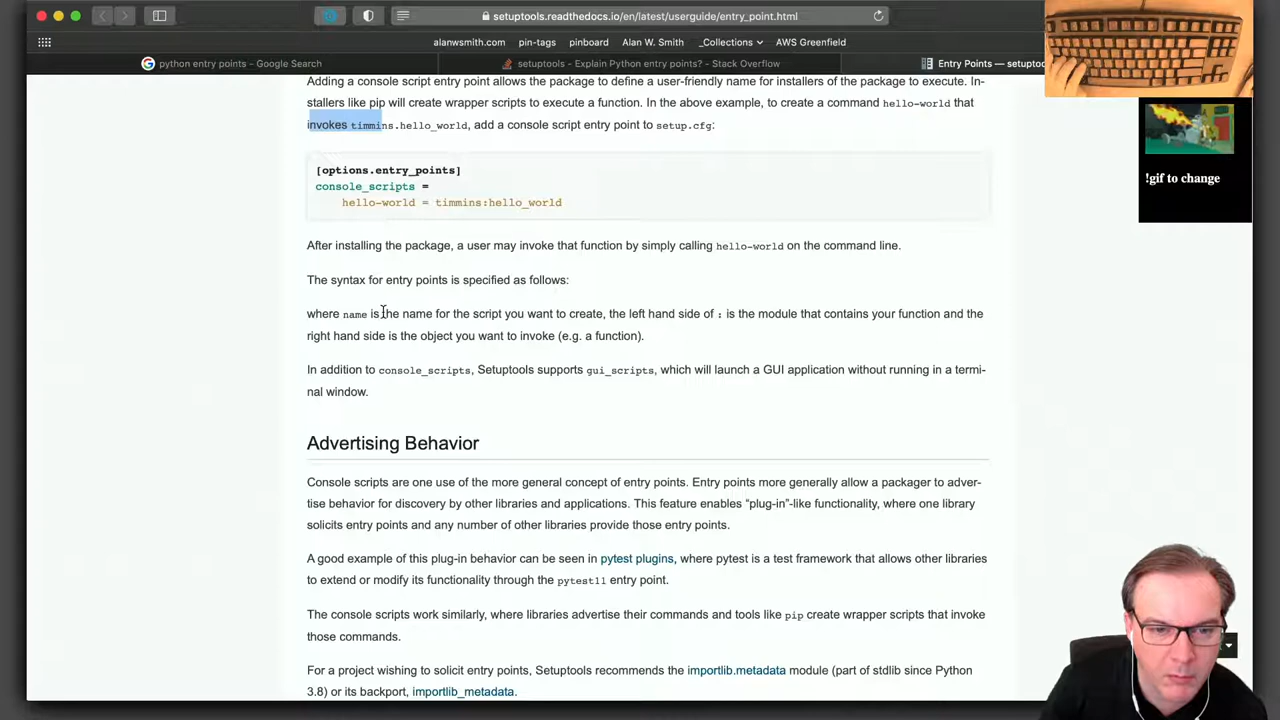 setuptools.readthedocs.io/en/latest/userguide/entry_point.html
alanwsmith.com pin-tags pinboard Alan W. Smith _Collections AWS Greenfield
python entry points - Google Search setuptools - Explain Python entry points? - Stack Overflow Entry Points — setuptoo
Adding a console script entry point allows the package to define a user-friendly name for installers of the package to execute. In-
stallers like pip will create wrapper scripts to execute a function. In the above example, to create a command hello-world that
invokes timmins.hello_world, add a console script entry point to setup.cfg:
[options.entry_points]
console_scripts =
hello-world = timmins:hello_world
After installing the package, a user may invoke that function by simply calling hello-world on the command line.
The syntax for entry points is specified as follows:
where name is the name for the script you want to create, the left hand side of : is the module that contains your function and the
right hand side is the object you want to invoke (e.g. a function).
In addition to console_scripts, Setuptools supports gui_scripts, which will launch a GUI application without running in a termi-
nal window.
Advertising Behavior
Console scripts are one use of the more general concept of entry points. Entry points more generally allow a packager to adver-
tise behavior for discovery by other libraries and applications. This feature enables “plug-in”-like functionality, where one library
solicits entry points and any number of other libraries provide those entry points.
A good example of this plug-in behavior can be seen in pytest plugins, where pytest is a test framework that allows other libraries
to extend or modify its functionality through the pytest11 entry point.
The console scripts work similarly, where libraries advertise their commands and tools like pip create wrapper scripts that invoke
those commands.
For a project wishing to solicit entry points, Setuptools recommends the importlib.metadata module (part of stdlib since Python
3.8) or its backport, importlib_metadata.
!gif to change